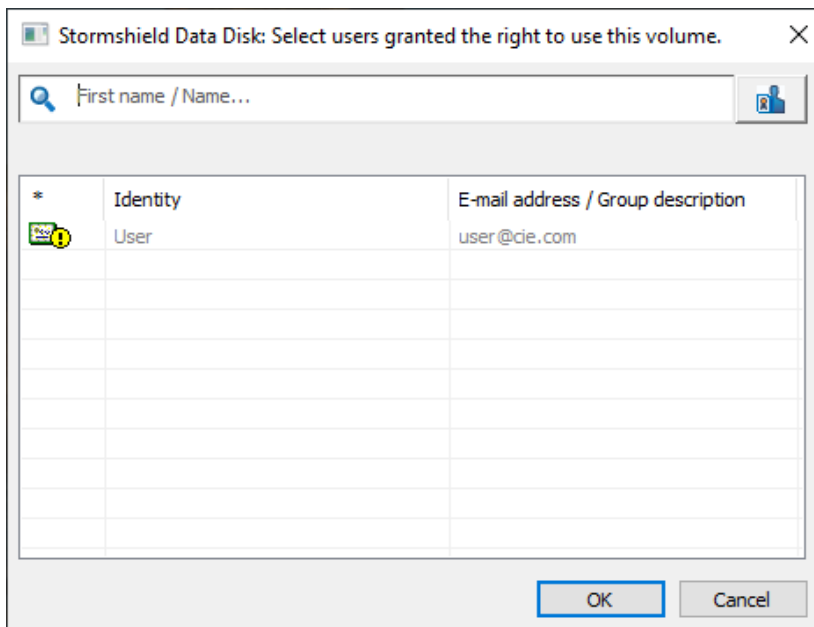 Stormshield Data Disk: Select users granted the right to use this volume.
First name / Name...
* Identity E-mail address / Group description
User user@cie.com
OK Cancel